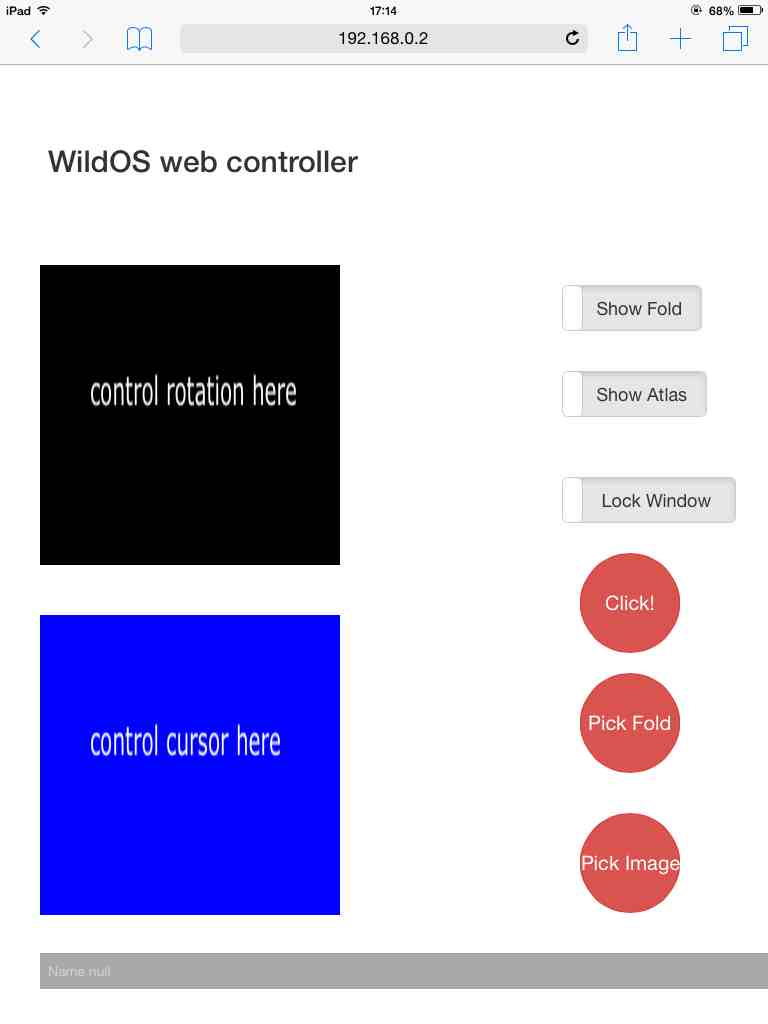 iPad 17:14 68%
192.168.0.2
WildOS web controller
control rotation here
Show Fold
Show Atlas
Lock Window
Click!
control cursor here
Pick Fold
Pick Image
Name null